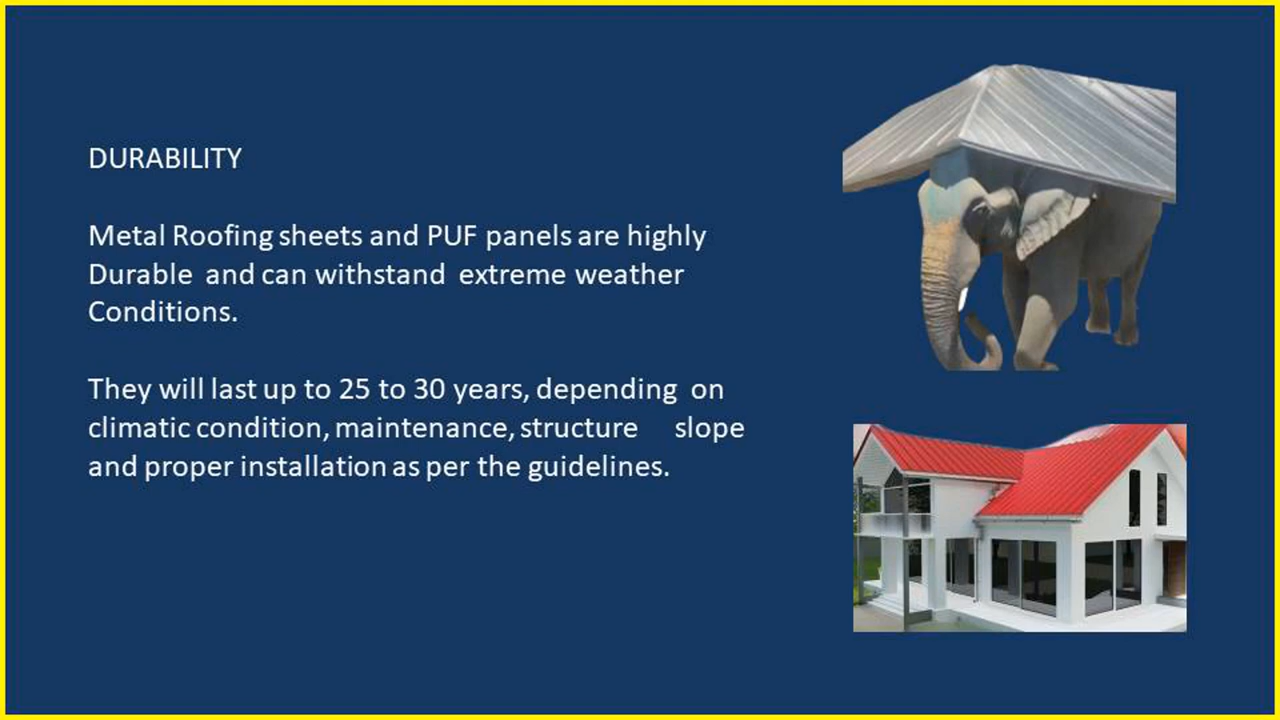 DURABILITY
Metal Roofing sheets and PUF panels are highly
Durable and can withstand extreme weather
Conditions.
They will last up to 25 to 30 years, depending on
climatic condition, maintenance, structure slope
and proper installation as per the guidelines.